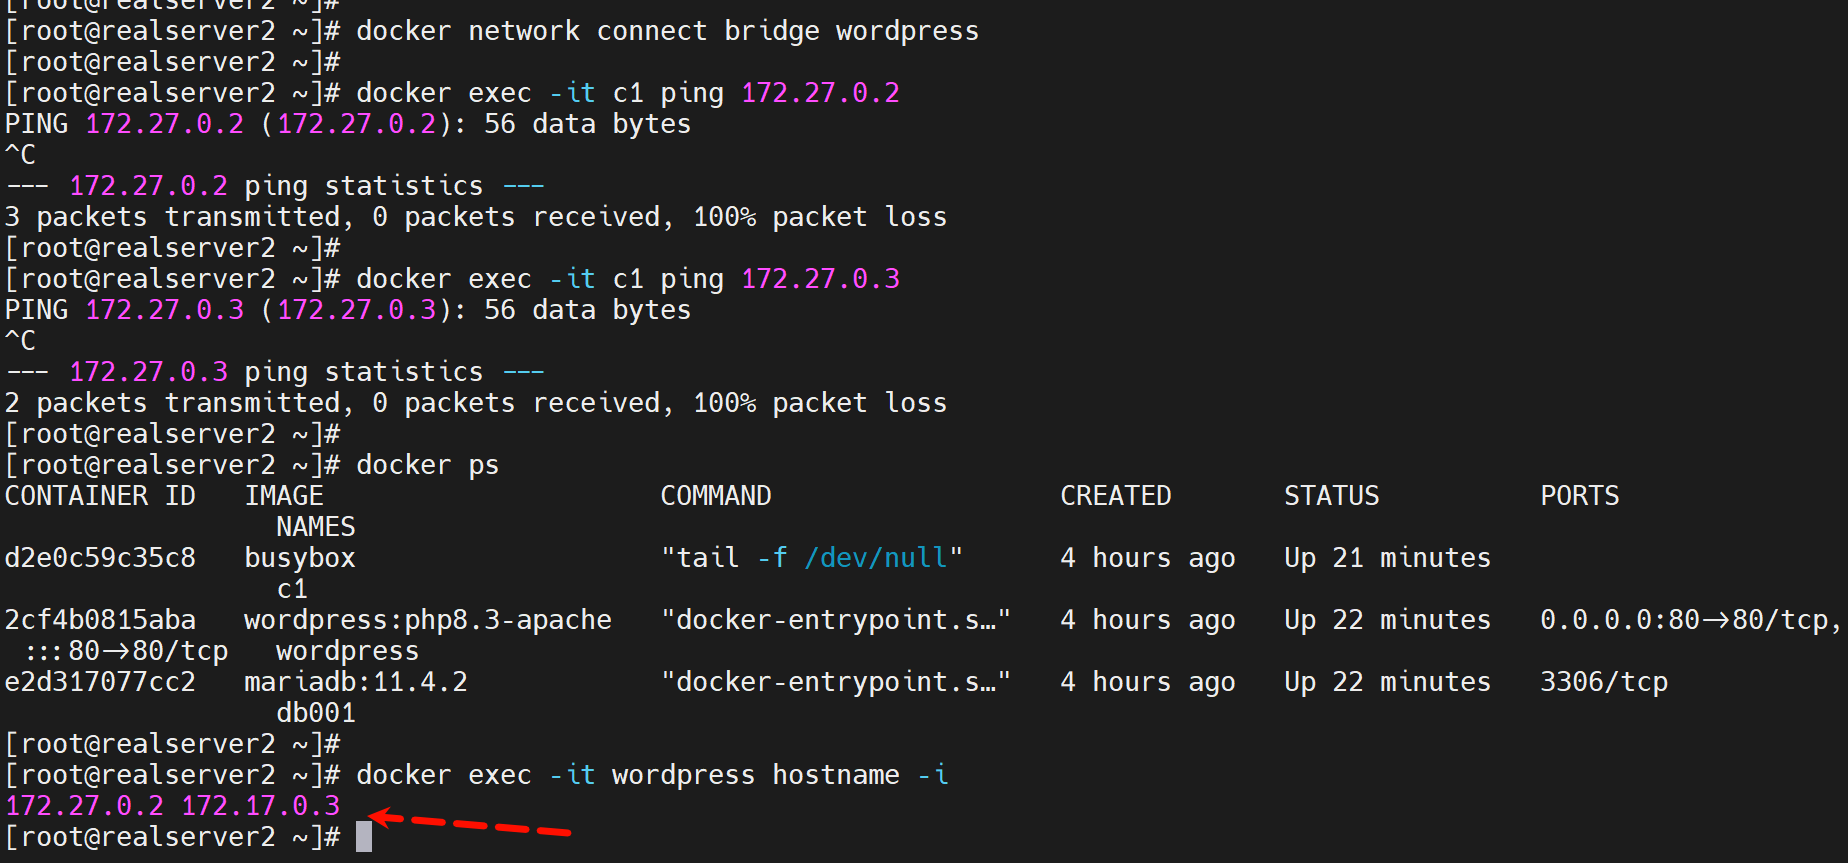 [root@realserver2 ~]#
[root@realserver2 ~]# docker network connect bridge wordpress
[root@realserver2 ~]#
[root@realserver2 ~]# docker exec -it c1 ping 172.27.0.2
PING 172.27.0.2 (172.27.0.2): 56 data bytes
^C
--- 172.27.0.2 ping statistics ---
3 packets transmitted, 0 packets received, 100% packet loss
[root@realserver2 ~]#
[root@realserver2 ~]# docker exec -it c1 ping 172.27.0.3
PING 172.27.0.3 (172.27.0.3): 56 data bytes
^C
--- 172.27.0.3 ping statistics ---
2 packets transmitted, 0 packets received, 100% packet loss
[root@realserver2 ~]#
[root@realserver2 ~]# docker ps
CONTAINER ID   IMAGE                     COMMAND                  CREATED       STATUS          PORTS
                 NAMES
d2e0c59c35c8   busybox                   "tail -f /dev/null"      4 hours ago   Up 21 minutes
                 c1
2cf4b0815aba   wordpress:php8.3-apache   "docker-entrypoint.s…"   4 hours ago   Up 22 minutes   0.0.0.0:80->80/tcp,
 :::80->80/tcp   wordpress
e2d317077cc2   mariadb:11.4.2            "docker-entrypoint.s…"   4 hours ago   Up 22 minutes   3306/tcp
                 db001
[root@realserver2 ~]#
[root@realserver2 ~]# docker exec -it wordpress hostname -i
172.27.0.2 172.17.0.3
[root@realserver2 ~]#